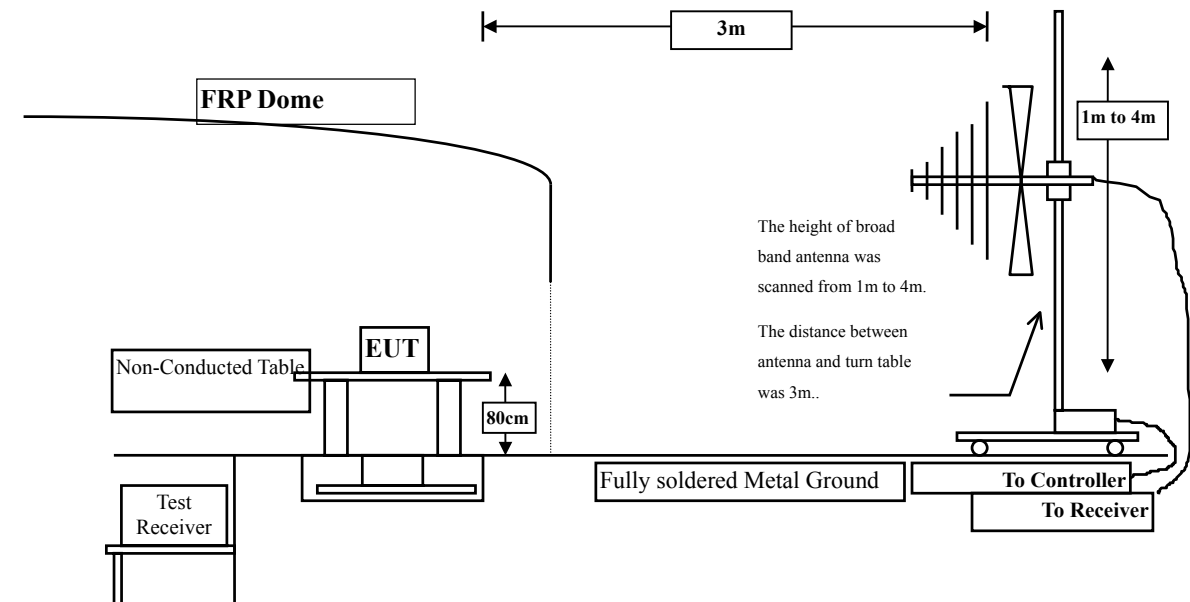 3m
FRP Dome
1m to 4m
The height of broad
band antenna was
scanned from 1m to 4m.
The distance between
antenna and turn table
was 3m..
EUT
Non-Conducted Table
80cm
Fully soldered Metal Ground
To Controller
To Receiver
Test
Receiver